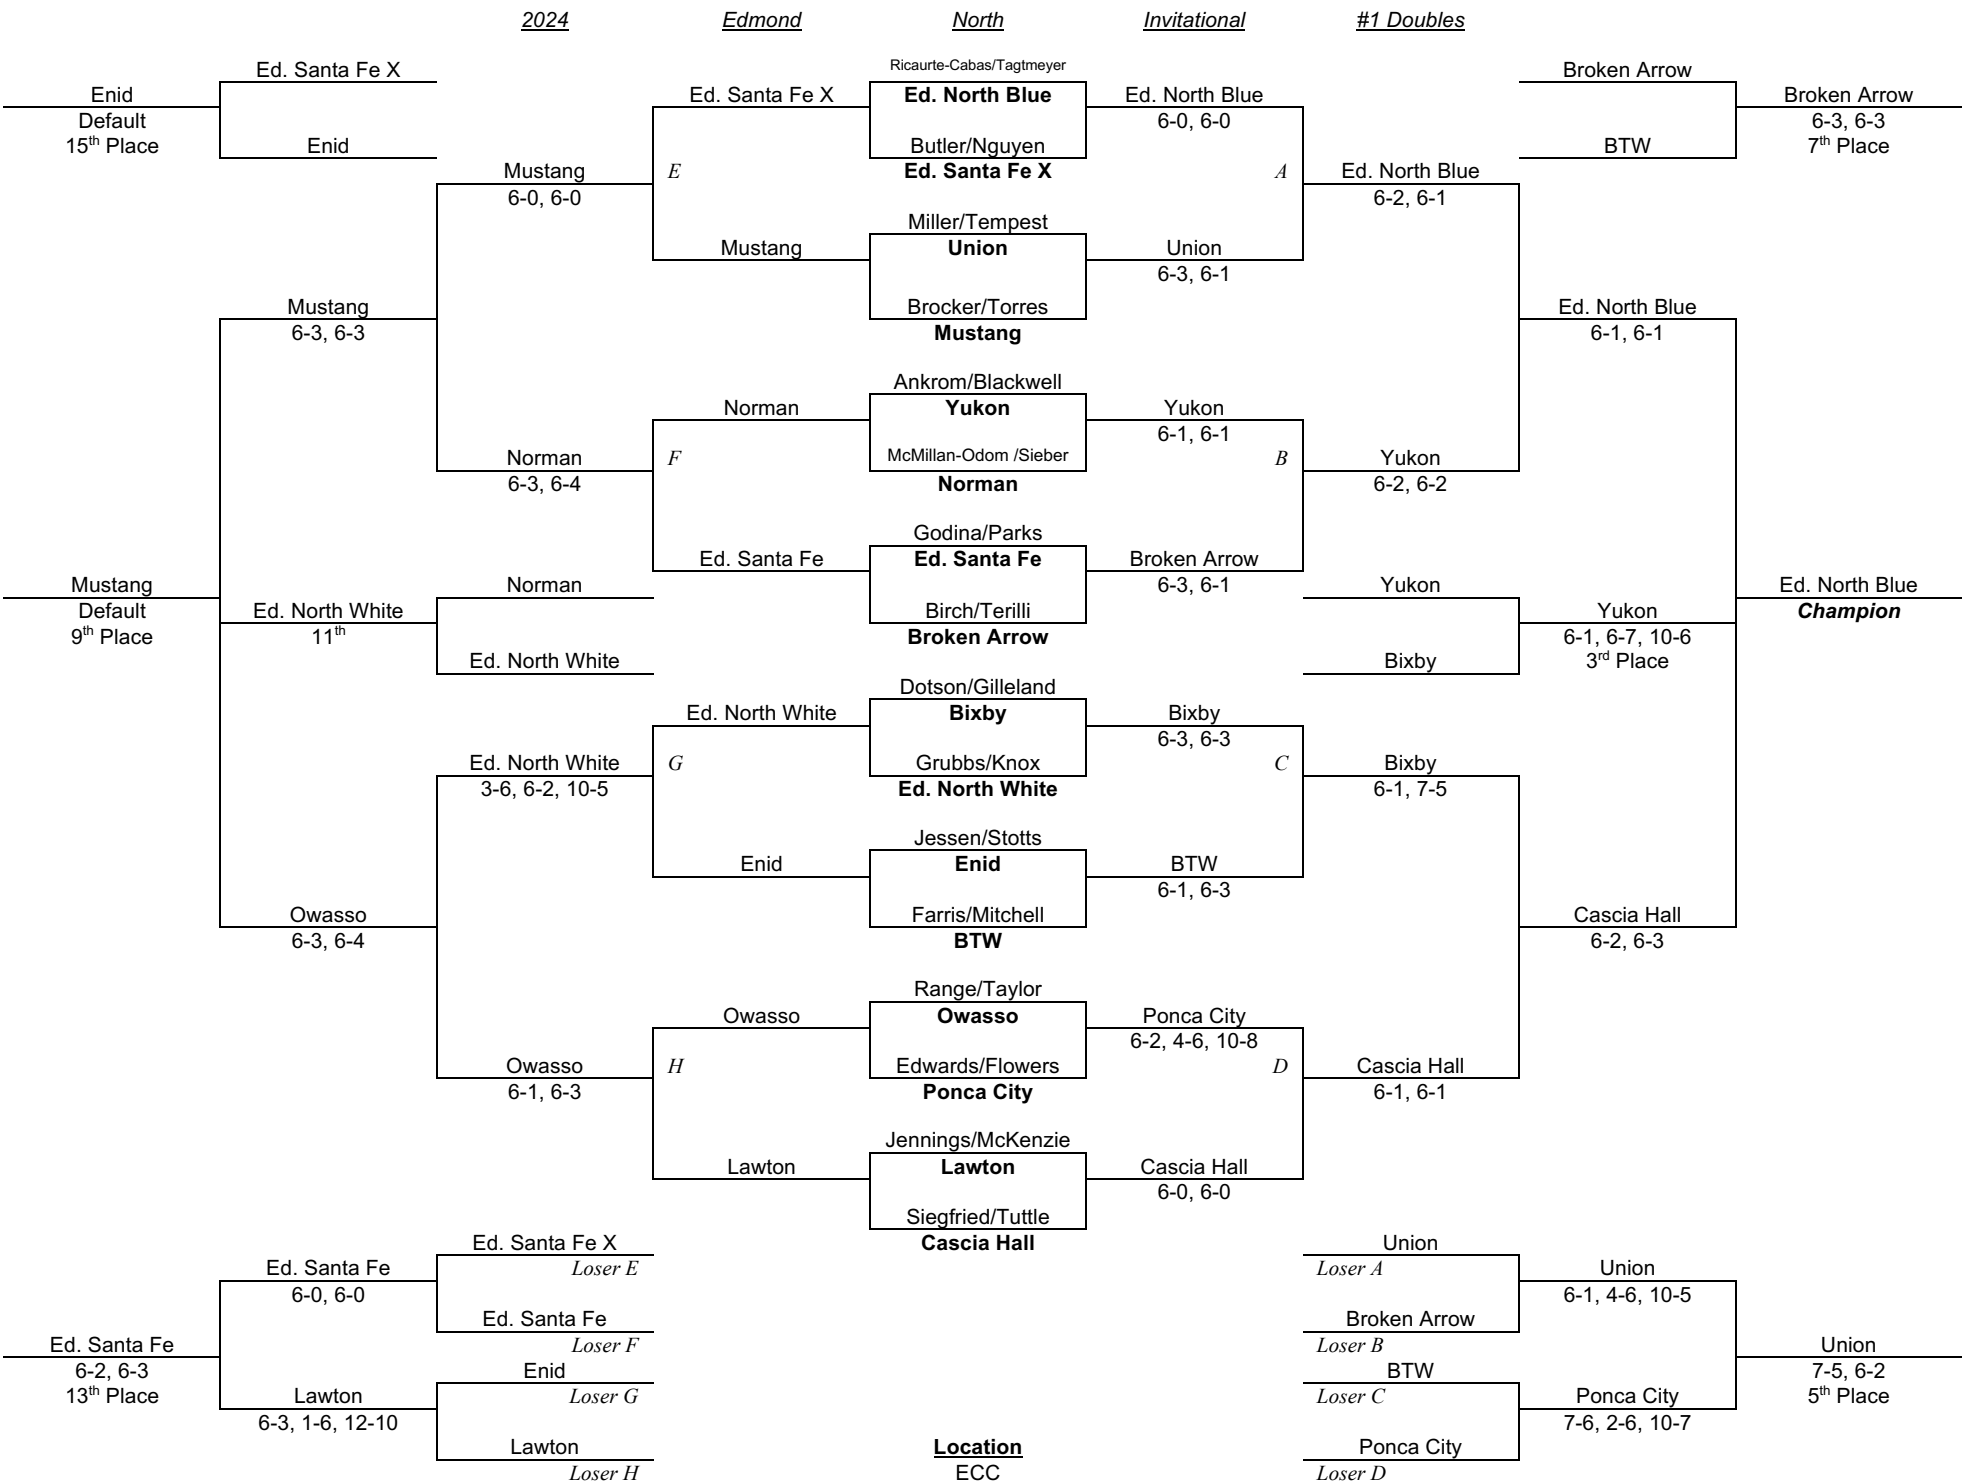 2024 Edmond North Invitational #1 Doubles
Ricaurte-Cabas/Tagtmeyer
Ed. Santa Fe X
Broken Arrow
Enid
Ed. Santa Fe X
Ed. North Blue
Ed. North Blue
Broken Arrow
Default
6-0, 6-0
6-3, 6-3
15th Place
Enid
Butler/Nguyen
BTW
7th Place
Mustang
E
Ed. Santa Fe X
A
Ed. North Blue
6-0, 6-0
6-2, 6-1
Miller/Tempest
Mustang
Union
Union
6-3, 6-1
Mustang
Brocker/Torres
Ed. North Blue
6-3, 6-3
Mustang
6-1, 6-1
Ankrom/Blackwell
Norman
Yukon
Yukon
6-1, 6-1
Norman
F
McMillan-Odom /Sieber
B
Yukon
6-3, 6-4
Norman
6-2, 6-2
Godina/Parks
Ed. Santa Fe
Ed. Santa Fe
Broken Arrow
Mustang
Norman
6-3, 6-1
Yukon
Ed. North Blue
Default
Ed. North White
Birch/Terilli
Yukon
Champion
9th Place
11th
Broken Arrow
6-1, 6-7, 10-6
Ed. North White
Bixby
3rd Place
Dotson/Gilleland
Ed. North White
Bixby
Bixby
6-3, 6-3
Ed. North White
G
Grubbs/Knox
C
Bixby
3-6, 6-2, 10-5
Ed. North White
6-1, 7-5
Jessen/Stotts
Enid
Enid
BTW
6-1, 6-3
Owasso
Farris/Mitchell
Cascia Hall
6-3, 6-4
BTW
6-2, 6-3
Range/Taylor
Owasso
Owasso
Ponca City
6-2, 4-6, 10-8
Owasso
H
Edwards/Flowers
D
Cascia Hall
6-1, 6-3
Ponca City
6-1, 6-1
Jennings/McKenzie
Lawton
Lawton
Cascia Hall
6-0, 6-0
Siegfried/Tuttle
Ed. Santa Fe X
Cascia Hall
Union
Ed. Santa Fe
Loser E
Loser A
Union
6-0, 6-0
6-1, 4-6, 10-5
Ed. Santa Fe
Broken Arrow
Ed. Santa Fe
Loser F
Loser B
Union
6-2, 6-3
Enid
BTW
7-5, 6-2
13th Place
Lawton
Loser G
Loser C
Ponca City
5th Place
6-3, 1-6, 12-10
7-6, 2-6, 10-7
Lawton
Location
Ponca City
Loser H
ECC
Loser D